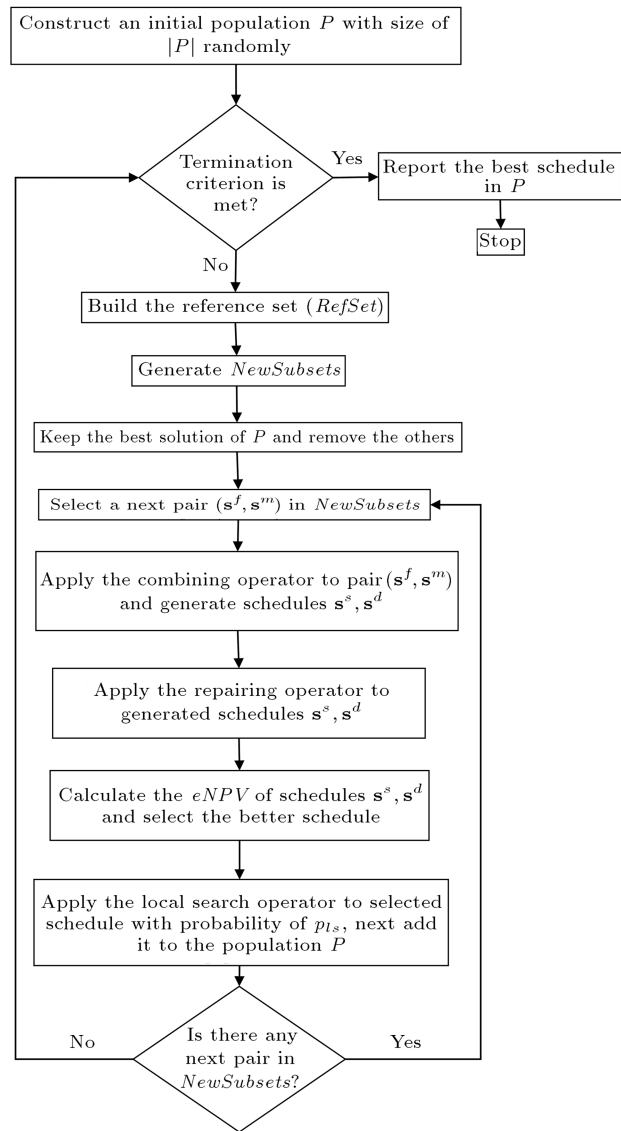 Construct an initial population P with size of
|P| randomly
Termination
criterion is
met?
Yes
Report the best schedule
in P
Stop
No
Build the reference set (RefSet)
Generate NewSubsets
Keep the best solution of P and remove the others
Select a next pair (s^f, s^m) in NewSubsets
Apply the combining operator to pair (s^f, s^m)
and generate schedules s^s, s^d
Apply the repairing operator to
generated schedules s^s, s^d
Calculate the eNPV of schedules s^s, s^d
and select the better schedule
Apply the local search operator to selected
schedule with probability of p_ls, next add
it to the population P
Is there any
next pair in
NewSubsets?
No
Yes